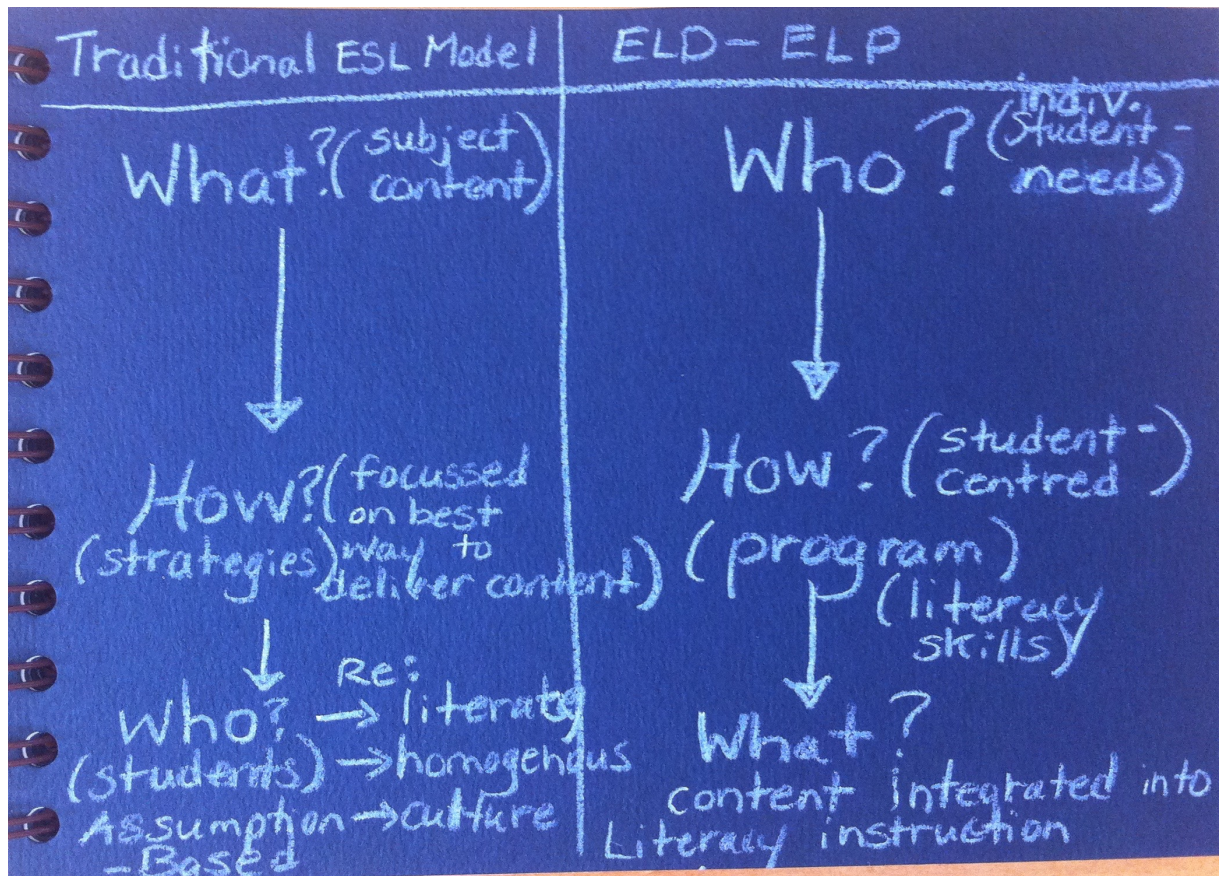 Traditional ESL Model
What? (subject
content)
How? (focussed
on best
(strategies) way to
deliver content)
Re:
Who? → literate
(students) → homogenous
Assumption → culture
- Based
ELD - ELP
indiv.
Who? (student -
needs)
How? (student -
centred)
(program)
(literacy
skills)
What?
content integrated into
Literacy instruction